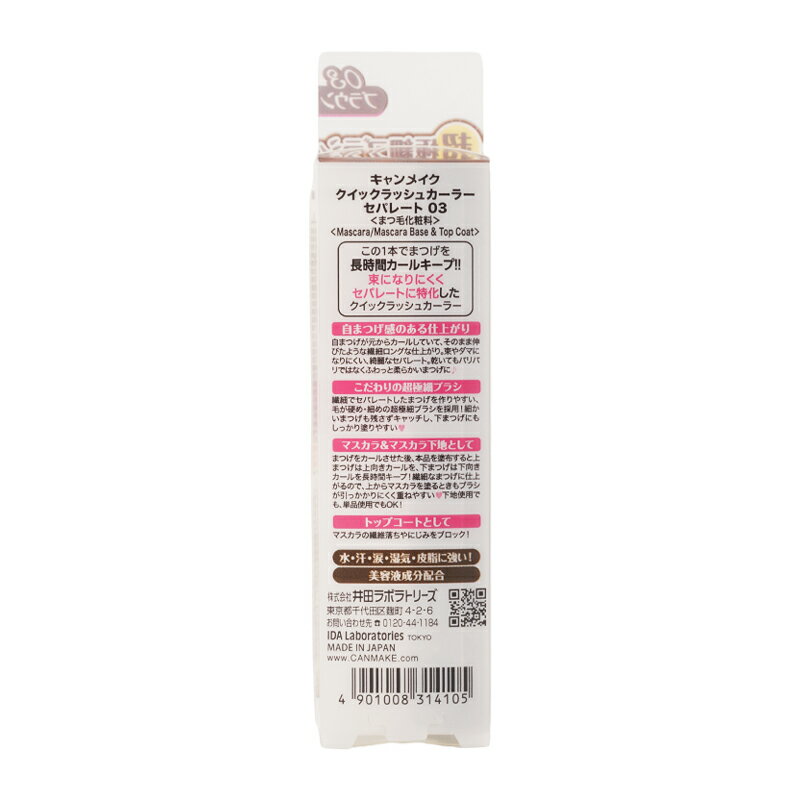 03
ブラウン
超極細ブラシ
キャンメイク
クイックラッシュカーラー
セパレート 03
<まつ毛化粧料>
<Mascara/Mascara Base & Top Coat>
この1本でまつげを
長時間カールキープ!!
束になりにくく
セパレートに特化した
クイックラッシュカーラー
自まつげ感のある仕上がり
自まつげが元からカールしていて、そのまま伸
びたような繊細ロングな仕上がり。束やダマに
なりにくい、綺麗なセパレート。乾いてもパリパ
リではなくふわっと柔らかいまつげに♪
こだわりの超極細ブラシ
繊細でセパレートしたまつげを作りやすい、
毛が硬め・細めの超極細ブラシを採用!細か
いまつげも残さずキャッチし、下まつげにも
しっかり塗りやすい♥
マスカラ&マスカラ下地として
まつげをカールさせた後、本品を塗布すると上
まつげは上向きカールを、下まつげは下向き
カールを長時間キープ!繊細なまつげに仕上
がるので、上からマスカラを塗るときもブラシ
が引っかかりにくく重ねやすい♥下地使用で
も、単品使用でもOK!
トップコートとして
マスカラの繊維落ちやにじみをブロック!
水・汗・涙・湿気・皮脂に強い!
美容液成分配合
株式会社 井田ラボラトリーズ
東京都千代田区麹町 4-2-6
お問い合わせ先 ☎ 0120-44-1184
IDA Laboratories TOKYO
MADE IN JAPAN
www.CANMAKE.com
4 901008 314105